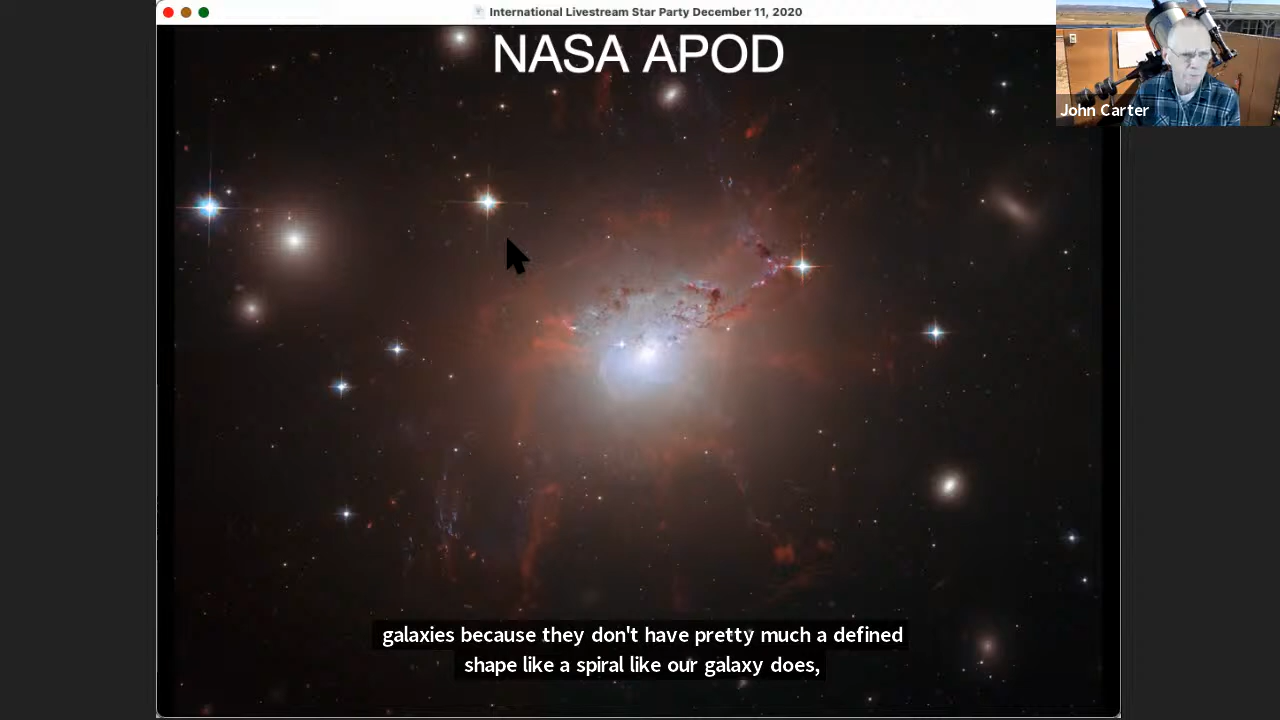 International Livestream Star Party December 11, 2020
NASA APOD
John Carter
galaxies because they don't have pretty much a defined
shape like a spiral like our galaxy does,